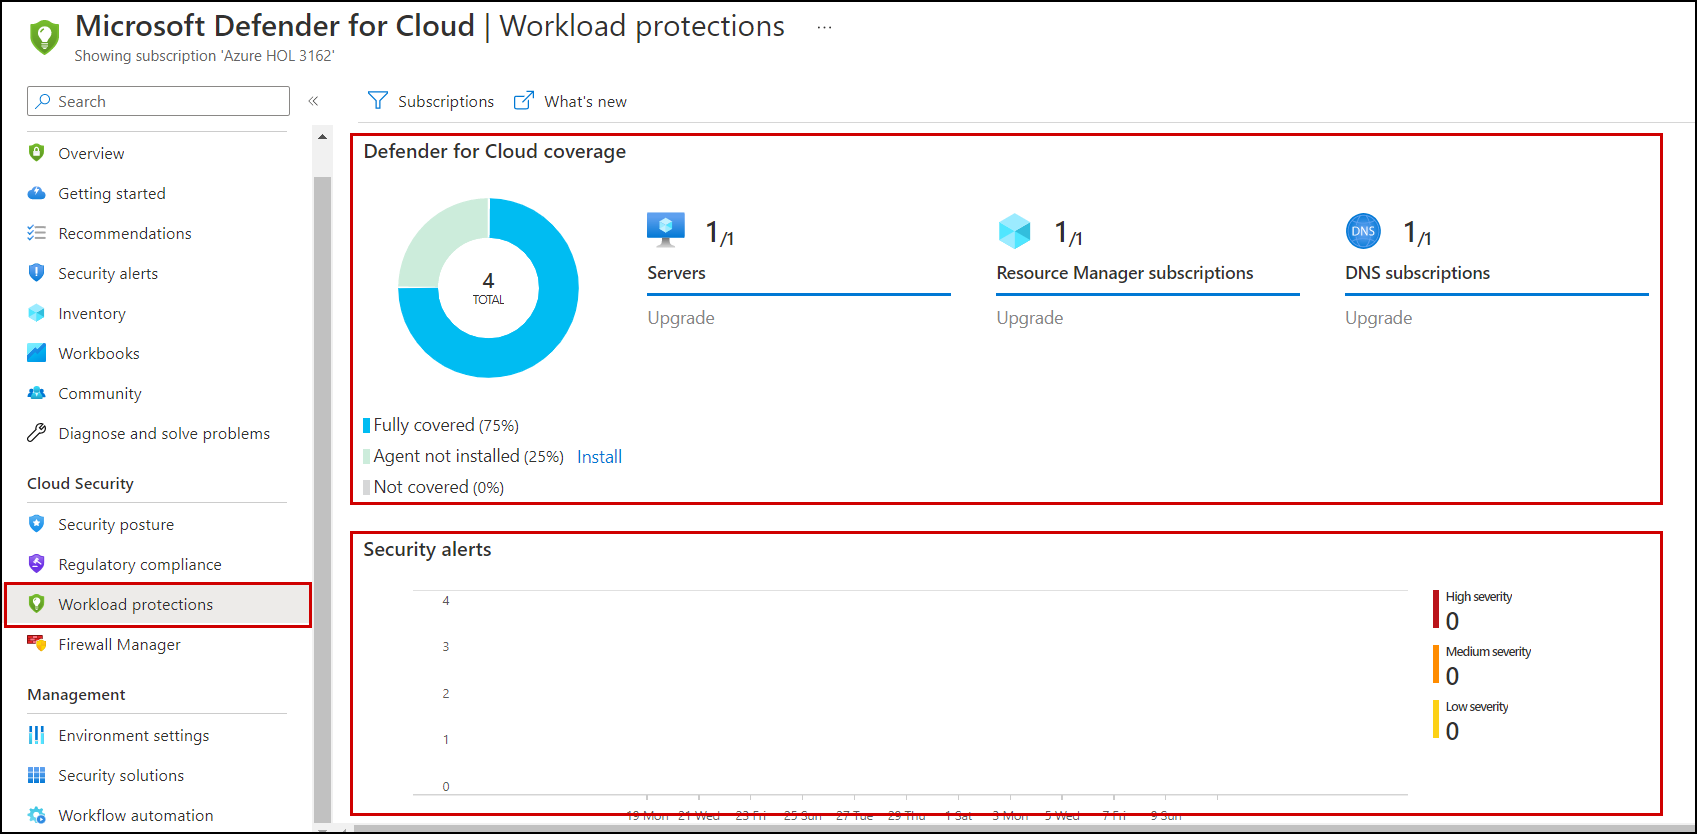 Microsoft Defender for Cloud | Workload protections ...
Showing subscription 'Azure HOL 3162'
Search
«
Overview
Getting started
Recommendations
Security alerts
Inventory
Workbooks
Community
Diagnose and solve problems
Cloud Security
Security posture
Regulatory compliance
Workload protections
Firewall Manager
Management
Environment settings
Security solutions
Workflow automation
Subscriptions
What's new
Defender for Cloud coverage
4
TOTAL
Fully covered (75%)
Agent not installed (25%) Install
Not covered (0%)
1/1
Servers
Upgrade
1/1
Resource Manager subscriptions
Upgrade
DNS
1/1
DNS subscriptions
Upgrade
Security alerts
4
3
2
1
0
19 Mon 21 Wed 23 Fri 25 Sun 27 Tue 29 Thu 1 Sat 3 Mon 5 Wed 7 Fri 9 Sun
High severity
0
Medium severity
0
Low severity
0